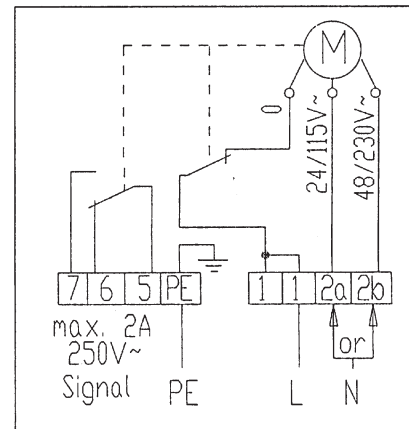 M
0
24/115V~
48/230V~
7 6 5 PE 1 1 2a 2b
max. 2A
250V~
Signal
or
PE L N